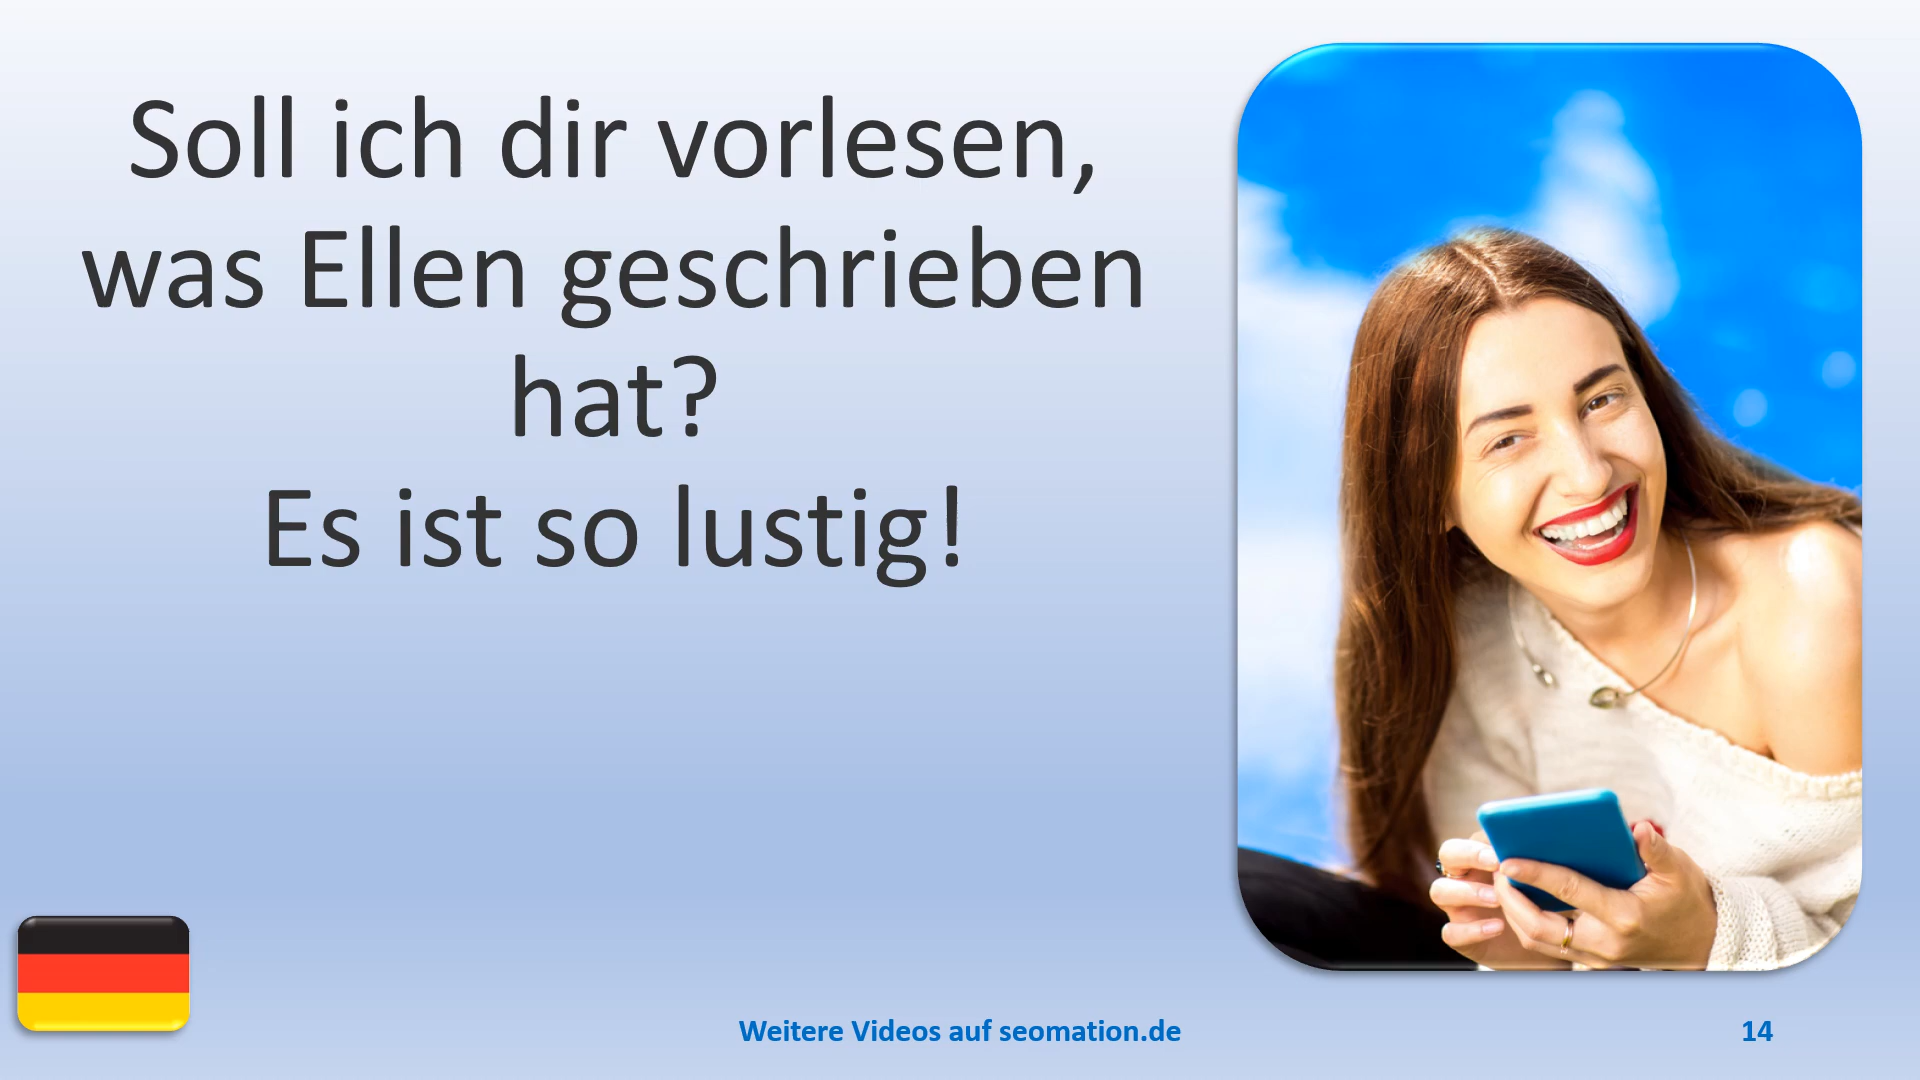 Soll ich dir vorlesen,
was Ellen geschrieben
hat?
Es ist so lustig!
Weitere Videos auf seomation.de
14